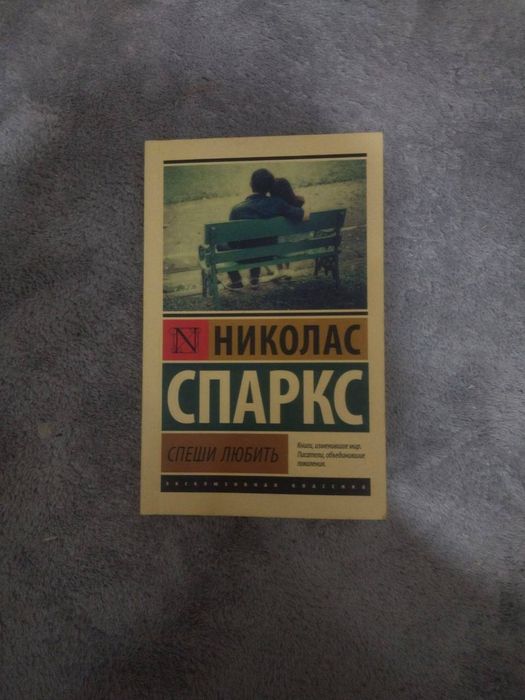 N НИКОЛАС
СПАРКС
СПЕШИ ЛЮБИТЬ
Книги, изменившие мир.
Писатели, объединившие
поколения.
ЭКСКЛЮЗИВНАЯ КЛАССИКА